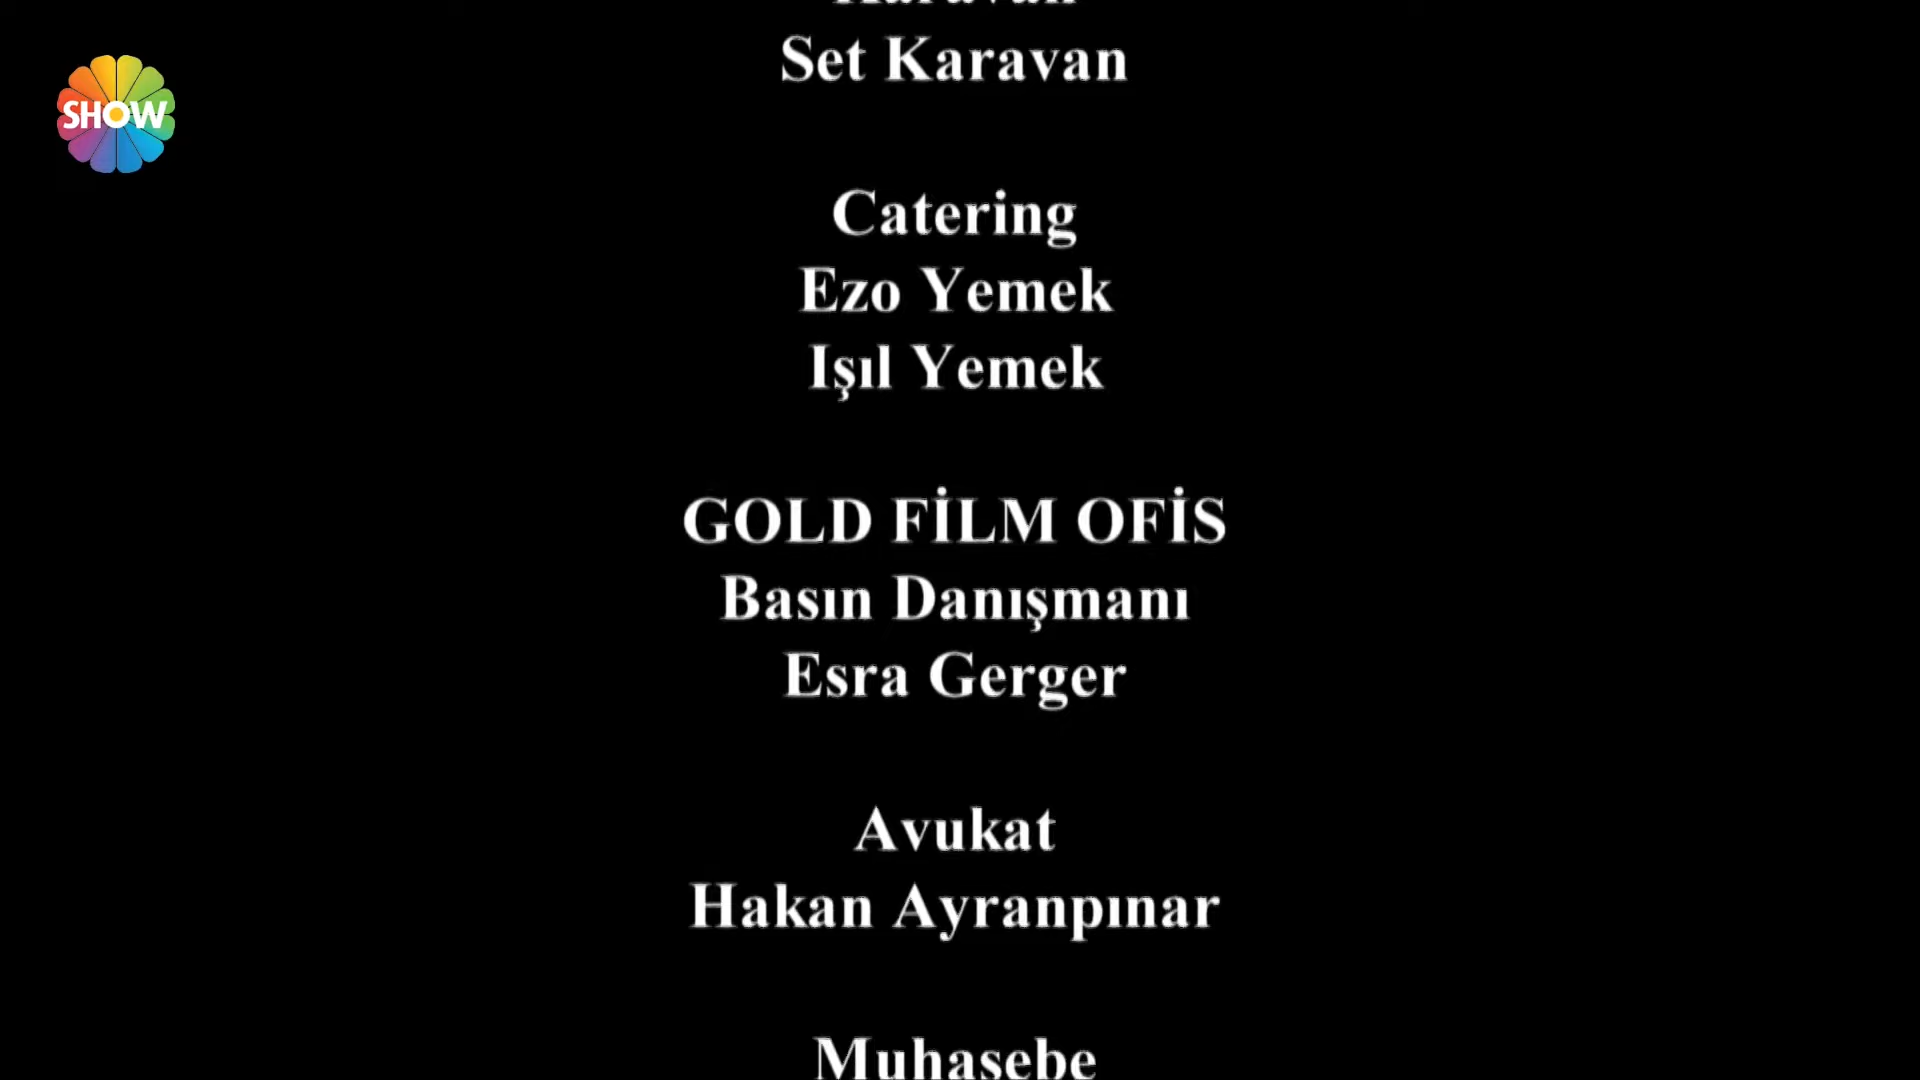 Karavan
Set Karavan
SHOW
Catering
Ezo Yemek
Işıl Yemek
GOLD FİLM OFİS
Basın Danışmanı
Esra Gerger
Avukat
Hakan Ayranpınar
Muhasebe